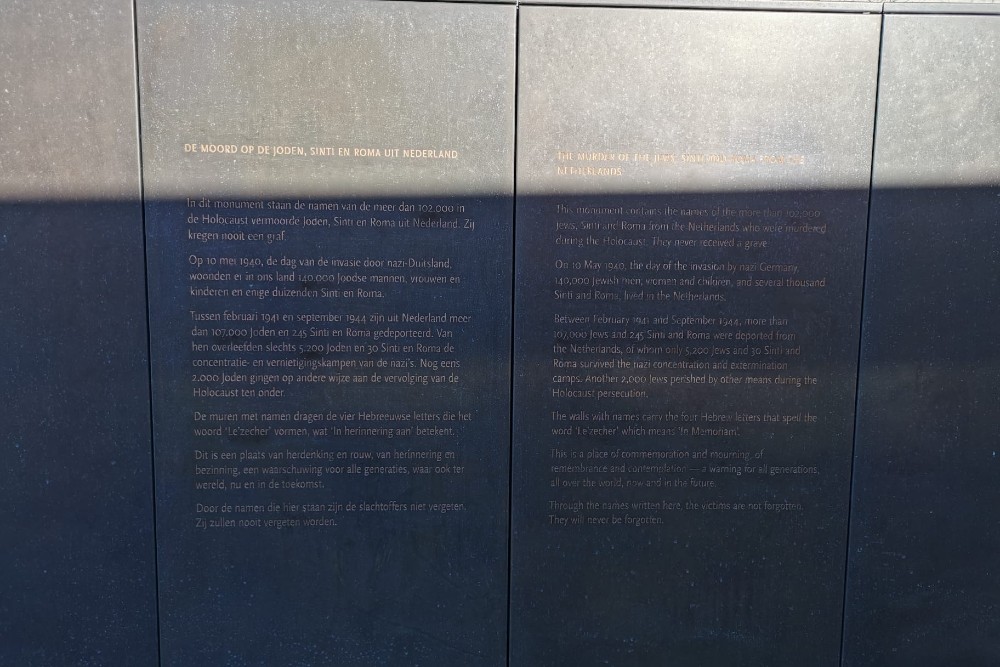 DE MOORD OP DE JODEN, SINTI EN ROMA UIT NEDERLAND
In dit monument staan de namen van de meer dan 102.000 in
de Holocaust vermoorde Joden, Sinti en Roma uit Nederland. Zij
kregen nooit een graf.
Op 10 mei 1940, de dag van de invasie door nazi-Duitsland,
woonden er in ons land 140.000 Joodse mannen, vrouwen en
kinderen en enige duizenden Sinti en Roma.
Tussen februari 1941 en september 1944 zijn uit Nederland meer
dan 107.000 Joden en 245 Sinti en Roma gedeporteerd. Van
hen overleefden slechts 5.200 Joden en 30 Sinti en Roma de
concentratie- en vernietigingskampen van de nazi's. Nog eens
2.000 Joden gingen op andere wijze aan de vervolging van de
Holocaust ten onder.
De muren met namen dragen de vier Hebreeuwse letters die het
woord 'Le'zecher' vormen, wat 'In herinnering aan' betekent.
Dit is een plaats van herdenking en rouw, van herinnering en
bezinning, een waarschuwing voor alle generaties, waar ook ter
wereld, nu en in de toekomst.
Door de namen die hier staan zijn de slachtoffers niet vergeten.
Zij zullen nooit vergeten worden.
THE MURDER OF THE JEWS, SINTI AND ROMA FROM THE
NETHERLANDS
This monument contains the names of the more than 102,000
Jews, Sinti and Roma from the Netherlands who were murdered
during the Holocaust. They never received a grave.
On 10 May 1940, the day of the invasion by nazi Germany,
140,000 Jewish men, women and children, and several thousand
Sinti and Roma, lived in the Netherlands.
Between February 1941 and September 1944, more than
107,000 Jews and 245 Sinti and Roma were deported from
the Netherlands, of whom only 5,200 Jews and 30 Sinti and
Roma survived the nazi concentration and extermination
camps. Another 2,000 Jews perished by other means during the
Holocaust persecution.
The walls with names carry the four Hebrew letters that spell the
word 'Le'zecher' which means 'In Memoriam'.
This is a place of commemoration and mourning, of
remembrance and contemplation — a warning for all generations,
all over the world, now and in the future.
Through the names written here, the victims are not forgotten.
They will never be forgotten.